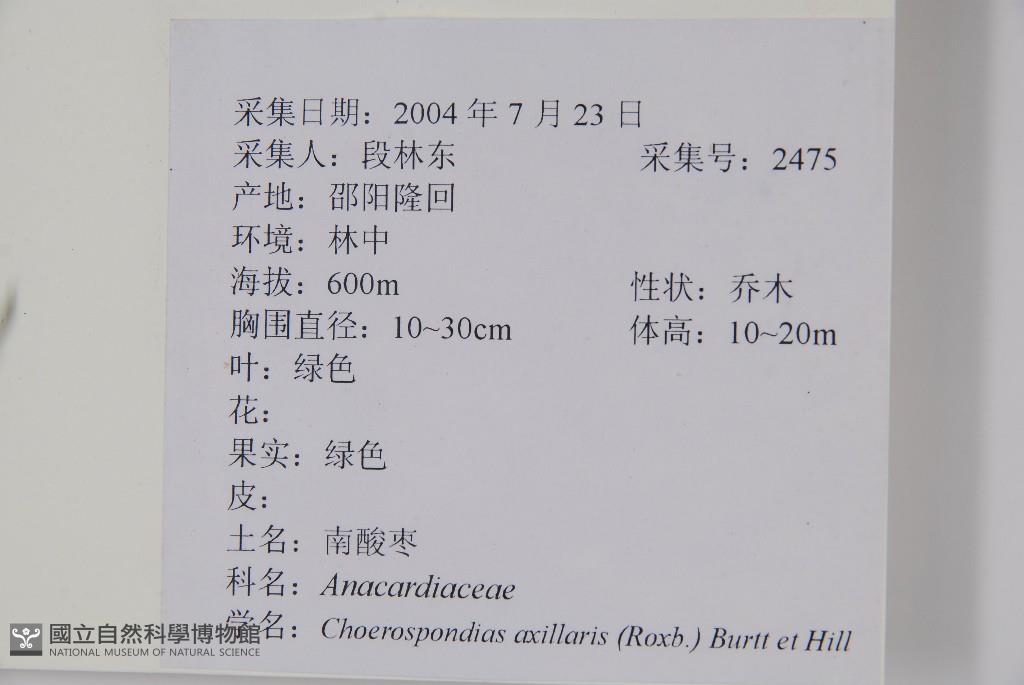 采集日期：2004 年 7 月 23 日
采集人：段林东 采集号：2475
产地：邵阳隆回
环境：林中
海拔：600m 性状：乔木
胸围直径：10~30cm 体高：10~20m
叶：绿色
花：
果实：绿色
皮：
土名：南酸枣
科名：Anacardiaceae
学名：Choerospondias axillaris (Roxb.) Burtt et Hill
國立自然科學博物館
NATIONAL MUSEUM OF NATURAL SCIENCE